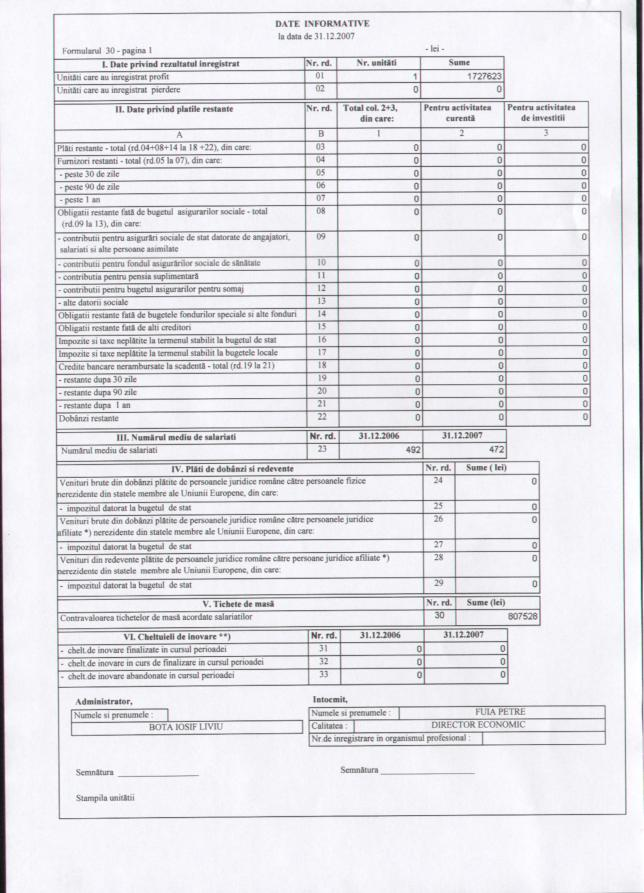 DATE INFORMATIVE
la data de 31.12.2007
Formularul 30 - pagina 1 - lei -
I. Date privind rezultatul inregistrat Nr. rd. Nr. unităti Sume
Unităti care au inregistrat profit 01 1 1727623
Unităti care au inregistrat pierdere 02 0 0
II. Date privind platile restante Nr. rd. Total col. 2+3, Pentru activitatea Pentru activitatea
din care: curentă de investitii
A B 1 2 3
Plăti restante - total (rd.04+08+14 la 18 +22), din care: 03 0 0 0
Furnizori restanti - total (rd.05 la 07), din care: 04 0 0 0
- peste 30 de zile 05 0 0 0
- peste 90 de zile 06 0 0 0
- peste 1 an 07 0 0 0
Obligatii restante fată de bugetul asigurarilor sociale - total 08 0 0 0
(rd.09 la 13), din care:
- contributii pentru asigurări sociale de stat datorate de angajatori, 09 0 0 0
salariati si alte persoane asimilate
- contributii pentru fondul asigurărilor sociale de sănătate 10 0 0 0
- contributia pentru pensia suplimentară 11 0 0 0
- contributii pentru bugetul asigurarilor pentru somaj 12 0 0 0
- alte datorii sociale 13 0 0 0
Obligatii restante fată de bugetele fondurilor speciale si alte fonduri 14 0 0 0
Obligatii restante fată de alti creditori 15 0 0 0
Impozite si taxe neplătite la termenul stabilit la bugetul de stat 16 0 0 0
Impozite si taxe neplătite la termenul stabilit la bugetele locale 17 0 0 0
Credite bancare nerambursate la scadentă - total (rd.19 la 21) 18 0 0 0
- restante dupa 30 zile 19 0 0 0
- restante dupa 90 zile 20 0 0 0
- restante dupa 1 an 21 0 0 0
Dobânzi restante 22 0 0 0
III. Numărul mediu de salariati Nr. rd. 31.12.2006 31.12.2007
Numărul mediu de salariati 23 492 472
IV. Plăti de dobânzi si redevente Nr. rd. Sume ( lei)
Venituri brute din dobânzi plătite de persoanele juridice române către persoanele fizice 24 0
nerezidente din statele membre ale Uniunii Europene, din care:
- impozitul datorat la bugetul de stat 25 0
Venituri brute din dobânzi plătite de persoanele juridice române către persoanele juridice 26 0
afiliate *) nerezidente din statele membre ale Uniunii Europene, din care:
- impozitul datorat la bugetul de stat 27 0
Venituri din redevente plătite de persoanele juridice române către persoane juridice afiliate *) 28 0
nerezidente din statele membre ale Uniunii Europene, din care:
- impozitul datorat la bugetul de stat 29 0
V. Tichete de masă Nr. rd. Sume (lei)
Contravaloarea tichetelor de masă acordate salariatilor 30 807528
VI. Cheltuieli de inovare **) Nr. rd. 31.12.2006 31.12.2007
- chelt.de inovare finalizate in cursul perioadei 31 0 0
- chelt.de inovare in curs de finalizare in cursul perioadei 32 0 0
- chelt.de inovare abandonate in cursul perioadei 33 0 0
Administrator, Intocmit,
Numele si prenumele : Numele si prenumele : FUIA PETRE
BOTA IOSIF LIVIU Calitatea : DIRECTOR ECONOMIC
Nr.de inregistrare in organismul profesional :
Semnătura Semnătura
Stampila unitătii